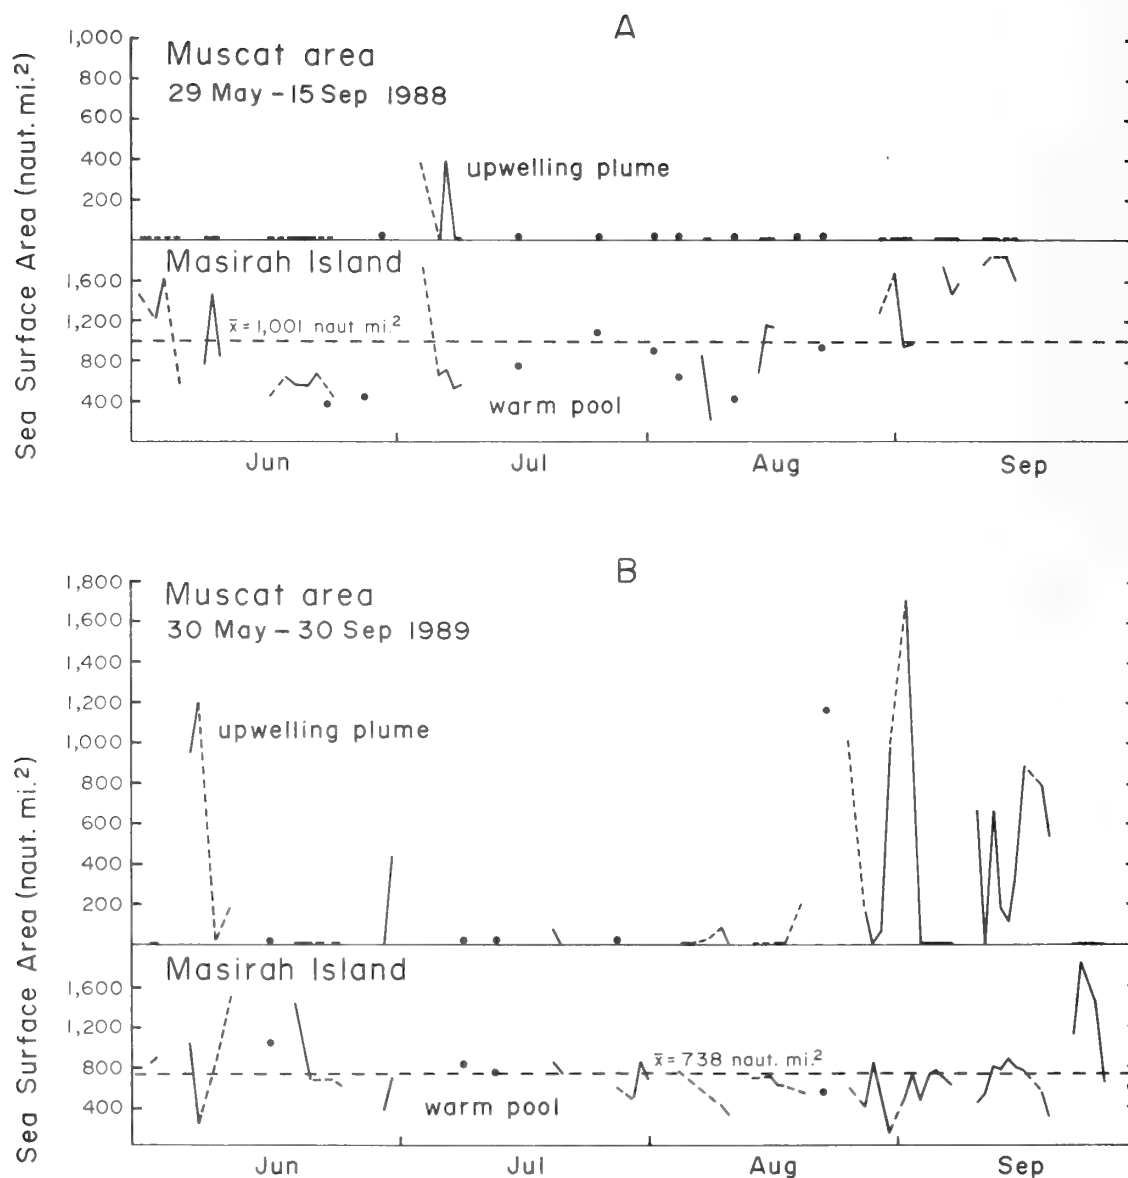 A
Sea Surface Area (naut. mi.²)
1,000
800
600
400
200
Muscat area
29 May – 15 Sep 1988
upwelling plume
Masirah Island
1,600
1,200
800
400
x̄ = 1,001 naut mi.²
warm pool
Jun Jul Aug Sep
B
Sea Surface Area (naut. mi.²)
1,800
1,600
1,400
1,200
1,000
800
600
400
200
Muscat area
30 May – 30 Sep 1989
upwelling plume
Masirah Island
1,600
1,200
800
400
x̄ = 738 naut. mi.²
warm pool
Jun Jul Aug Sep